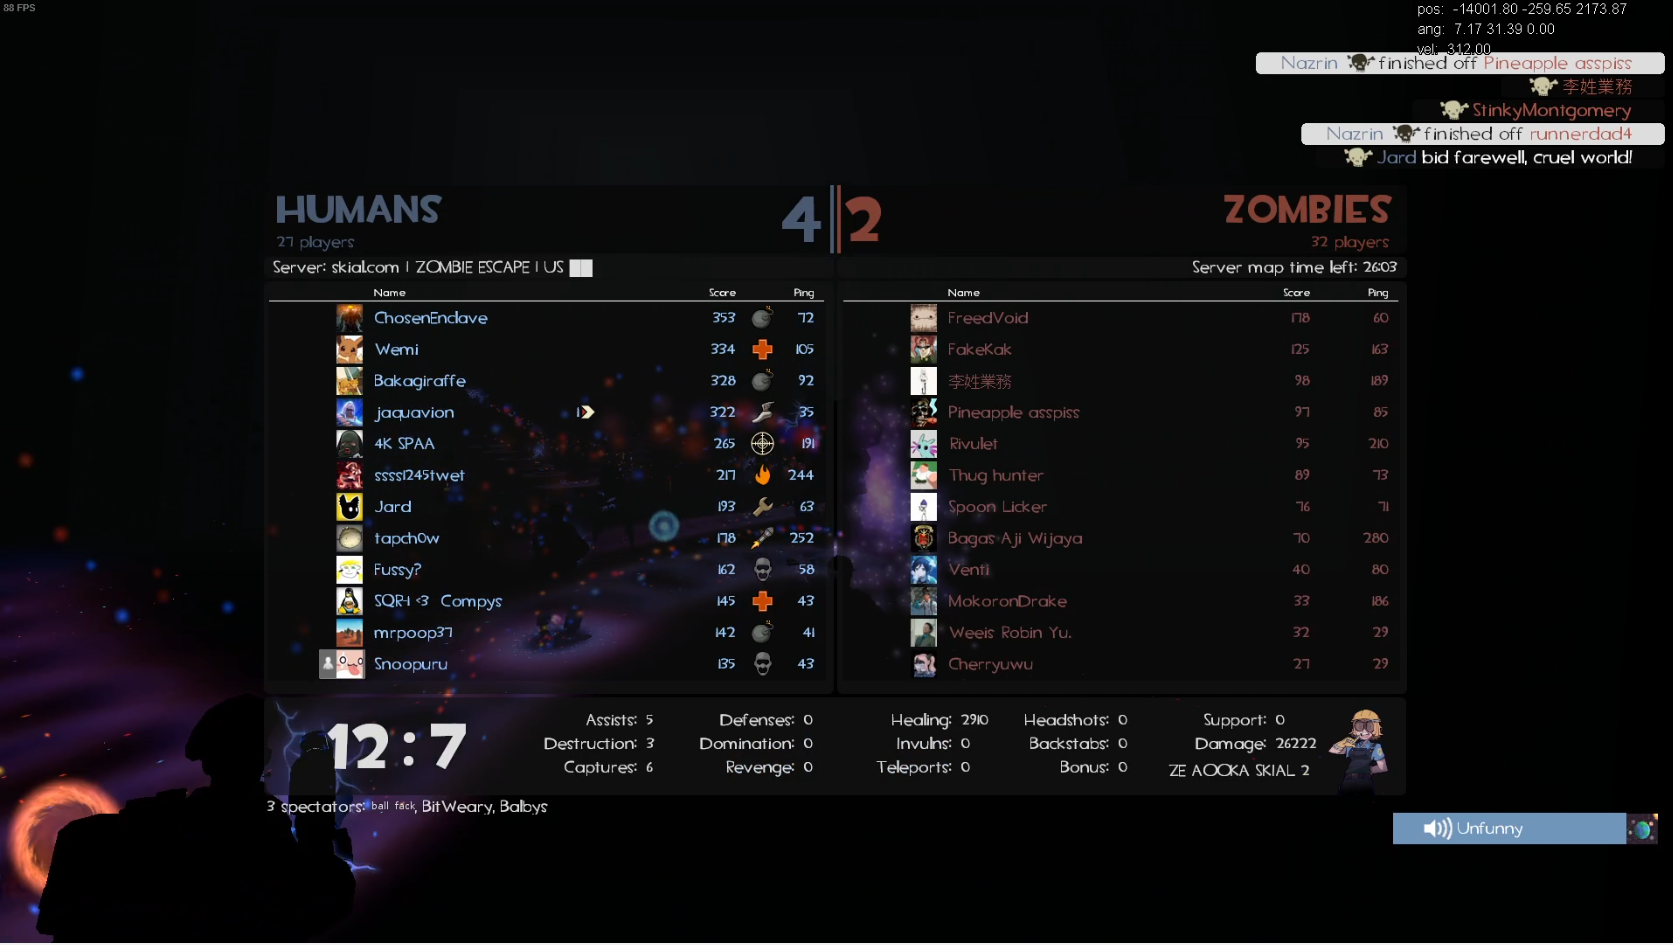 88 FPS
pos: -14001.80 -259.65 2173.87
ang: 7.17 31.39 0.00
vel: 312.00
Nazrin finished off Pineapple asspiss
李姓業務
StinkyMontgomery
Nazrin finished off runnerdad4
Jard bid farewell, cruel world!
HUMANS 4 2 ZOMBIES
27 players 32 players
Server: skial.com | ZOMBIE ESCAPE | US Server map time left: 26:03
Name Score Ping Name Score Ping
ChosenEnclave 353 72 FreedVoid 178 60
Wemi 334 105 FakeKak 125 163
Bakagiraffe 328 92 李姓業務 98 189
jaquavion 1 322 35 Pineapple asspiss 97 85
4K SPAA 265 191 Rivulet 95 210
ssss1245twet 217 244 Thug hunter 89 73
Jard 193 63 Spoon Licker 76 71
tapch0w 178 252 Bagas Aji Wijaya 70 280
Fussy? 162 58 Venti 40 80
SQR-1 <3 Compys 145 43 MokoronDrake 33 186
mrpoop37 142 41 Weeis Robin Yu. 32 29
Snoopuru 135 43 Cherryuwu 27 29
12:7
Assists: 5 Defenses: 0 Healing: 2910 Headshots: 0 Support: 0
Destruction: 3 Domination: 0 Invulns: 0 Backstabs: 0 Damage: 26222
Captures: 6 Revenge: 0 Teleports: 0 Bonus: 0 ZE AOOKA SKIAL 2
3 spectators: ball fack, BitWeary, Balbys
Unfunny